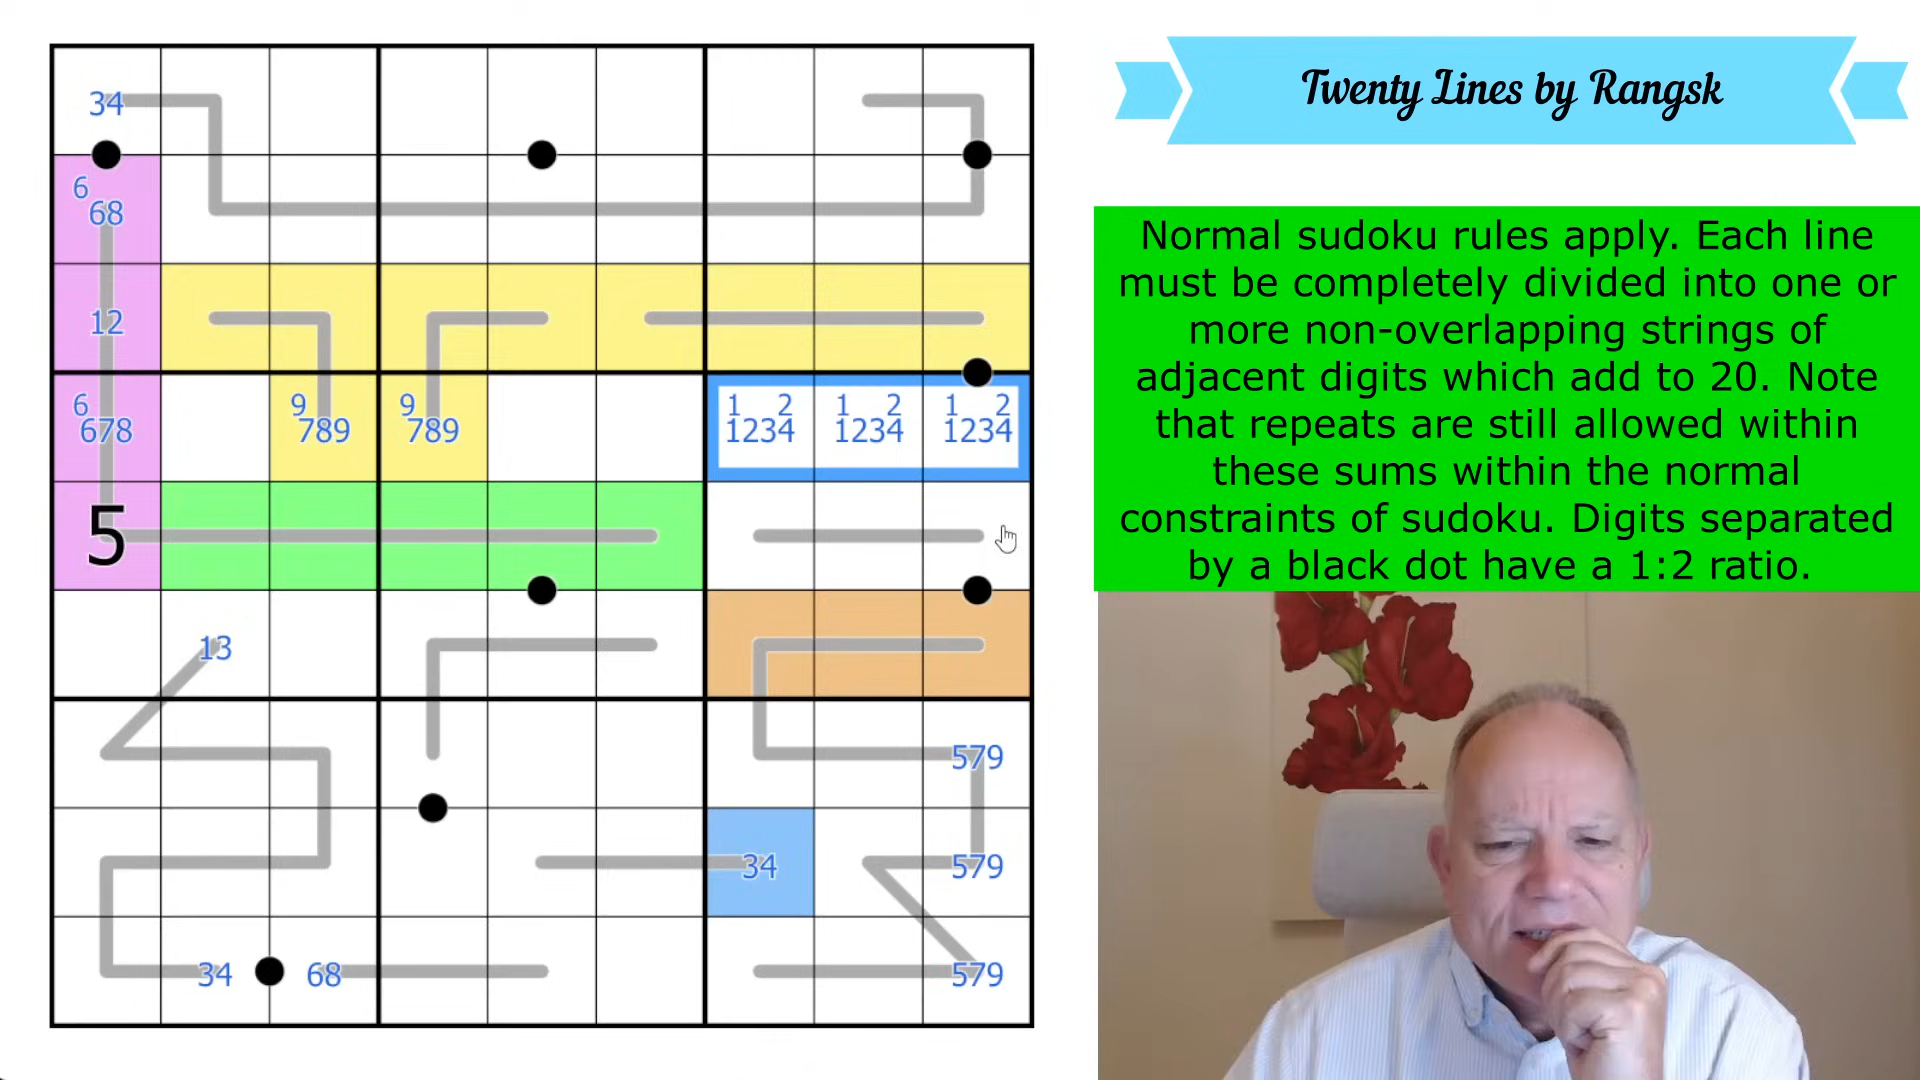 Twenty Lines by Rangsk
Normal sudoku rules apply. Each line
must be completely divided into one or
more non-overlapping strings of
adjacent digits which add to 20. Note
that repeats are still allowed within
these sums within the normal
constraints of sudoku. Digits separated
by a black dot have a 1:2 ratio.
34
6
68
12
6 9 9 1 2 1 2 1 2
678 789 789 1234 1234 1234
5
13
579
34 579
34 68 579